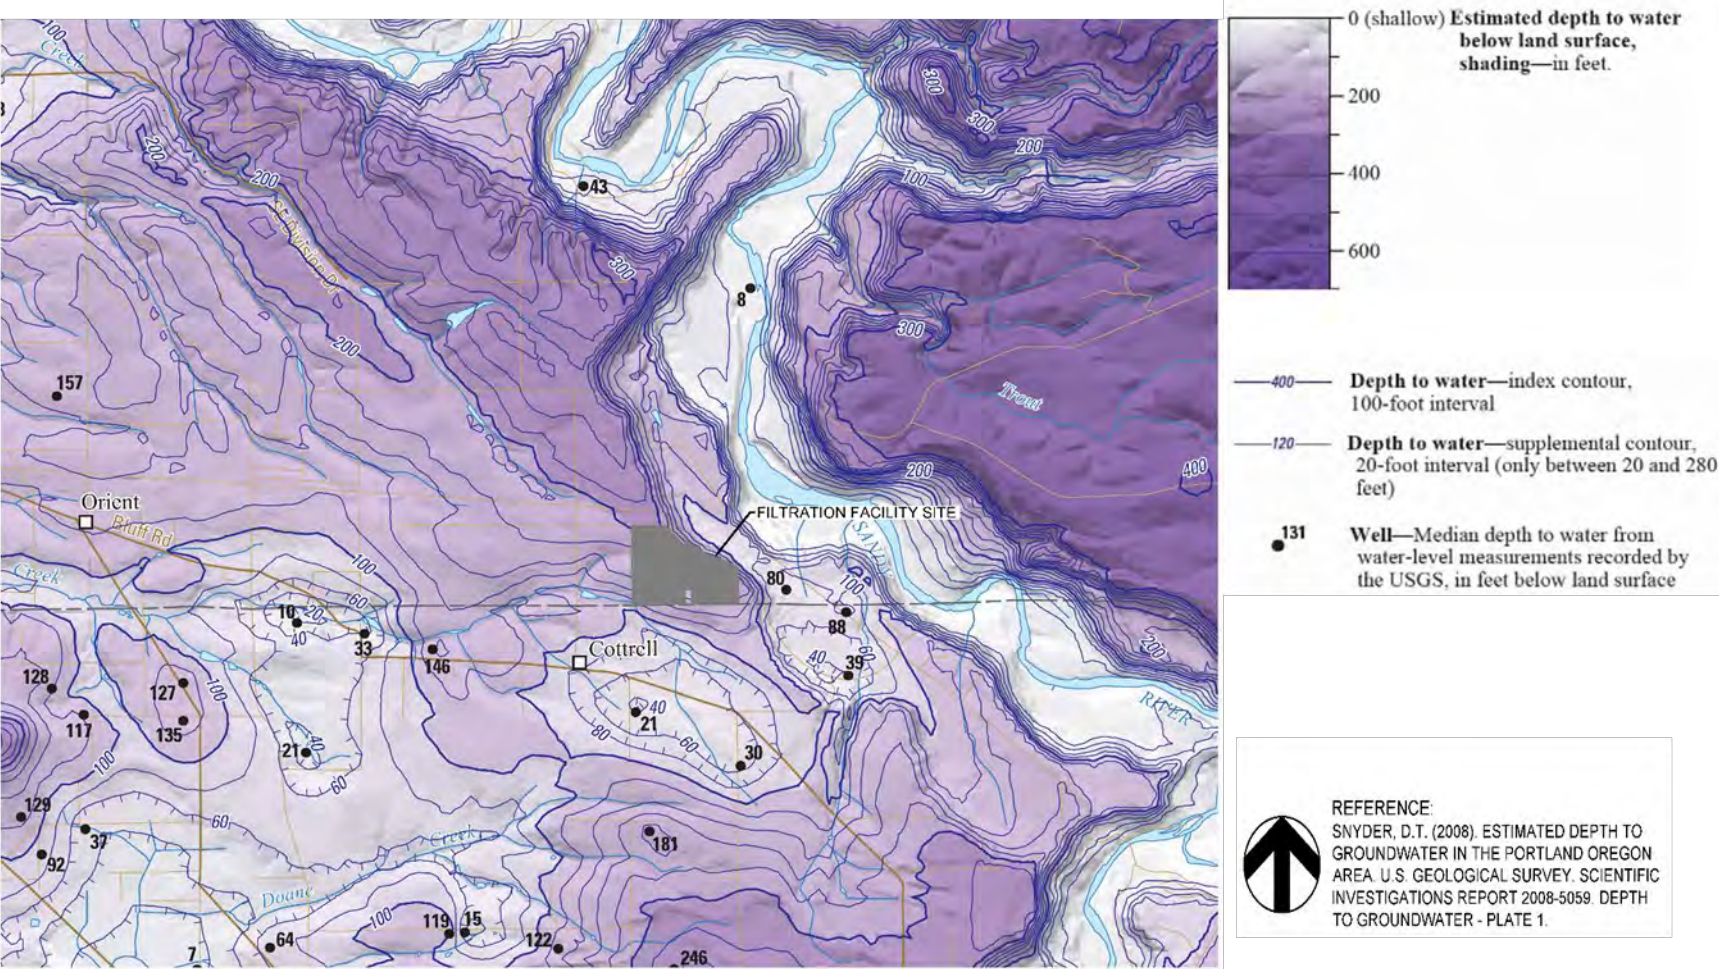 100
Creek
200
200
SE Division Dr
200
300
43
8
300
300
200
100
300
Trout
400
200
157
Orient
Bluff Rd
Creek
100
60
10
20
40
33
146
FILTRATION FACILITY SITE
SANDY
80
100
88
40
60
39
Cottrell
40
21
80
60
30
200
RIVER
128
117
127
135
100
100
21
40
60
129
37
92
60
Creek
Doane
181
100
119
15
122
64
7
246
0 (shallow) Estimated depth to water
below land surface,
shading—in feet.
200
400
600
400
Depth to water—index contour,
100-foot interval
120
Depth to water—supplemental contour,
20-foot interval (only between 20 and 280
feet)
131
Well—Median depth to water from
water-level measurements recorded by
the USGS, in feet below land surface
REFERENCE:
SNYDER, D.T. (2008). ESTIMATED DEPTH TO
GROUNDWATER IN THE PORTLAND OREGON
AREA. U.S. GEOLOGICAL SURVEY. SCIENTIFIC
INVESTIGATIONS REPORT 2008-5059. DEPTH
TO GROUNDWATER - PLATE 1.